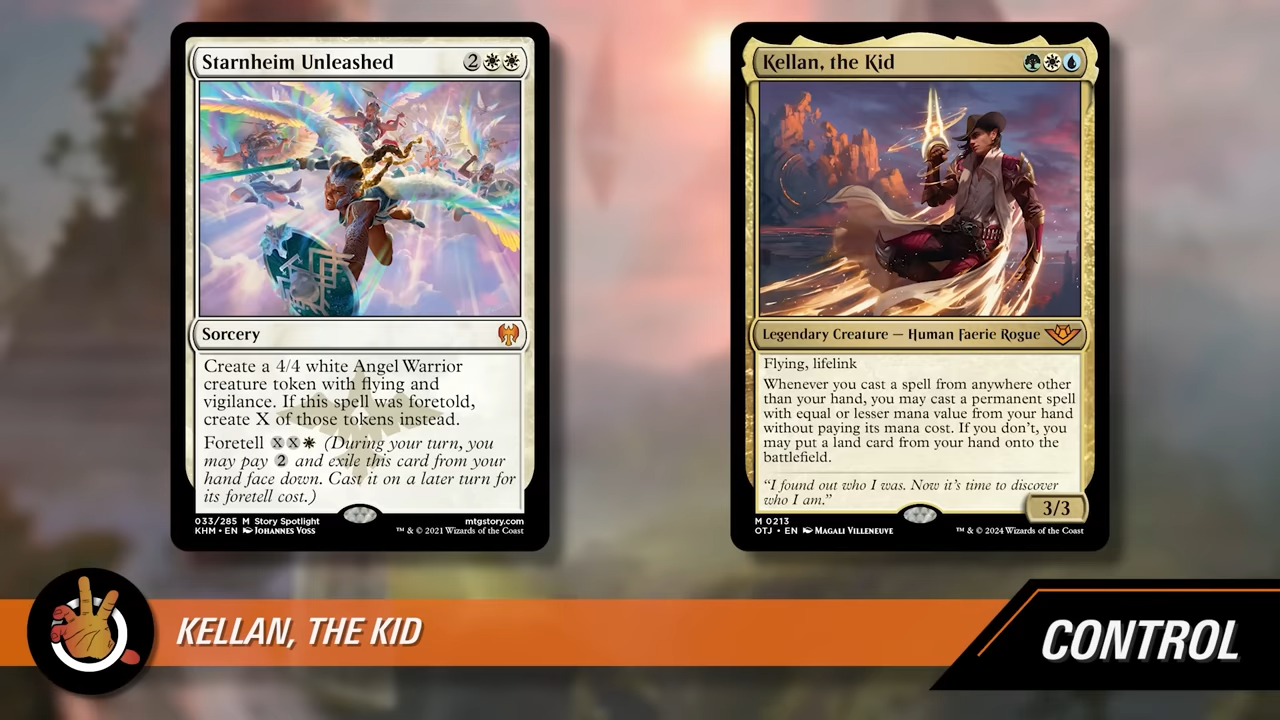 Starnheim Unleashed
2
Sorcery
Create a 4/4 white Angel Warrior
creature token with flying and
vigilance. If this spell was foretold,
create X of those tokens instead.
Foretell X X (During your turn, you
may pay 2 and exile this card from your
hand face down. Cast it on a later turn for
its foretell cost.)
033/285 M Story Spotlight
mtgstory.com
KHM • EN Johannes Voss
™ & © 2021 Wizards of the Coast
Kellan, the Kid
Legendary Creature — Human Faerie Rogue
Flying, lifelink
Whenever you cast a spell from anywhere other
than your hand, you may cast a permanent spell
with equal or lesser mana value from your hand
without paying its mana cost. If you don't, you
may put a land card from your hand onto the
battlefield.
“I found out who I was. Now it's time to discover
who I am.”
3/3
M 0213
OTJ • EN Magali Villeneuve
™ & © 2024 Wizards of the Coast
KELLAN, THE KID
CONTROL